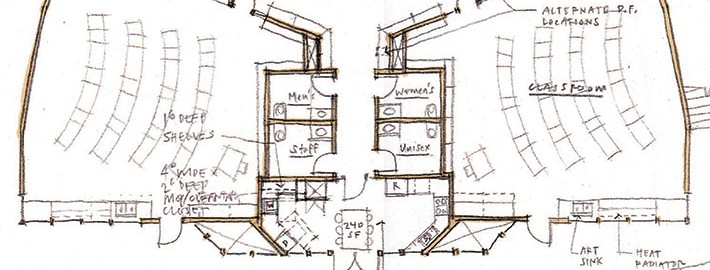 ALTERNATE D.F.
LOCATIONS
CLASSROOM
Men's
Women's
1° DEEP
SHELVES
Staff
Unisex
4° WIDE X
2° DEEP
MOP/CLEANING
CLOSET
R
240
SF
ART
SINK
HEAT
RADIATOR